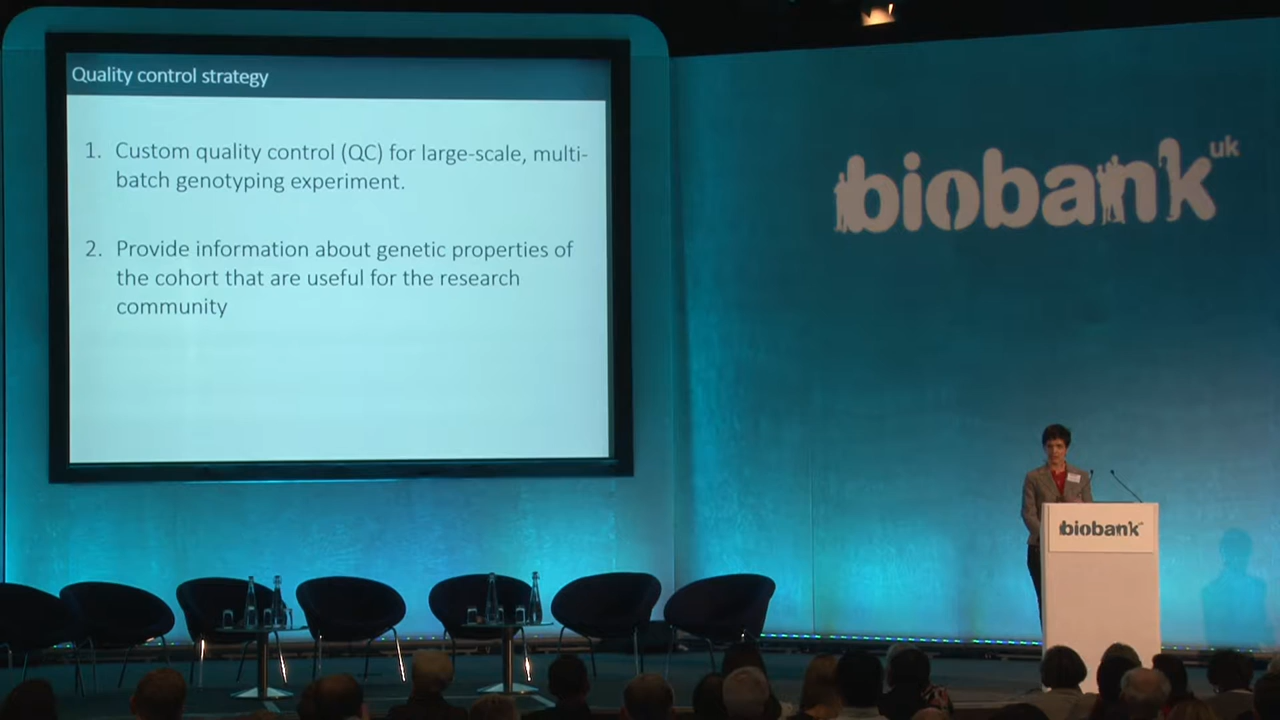 Quality control strategy
1. Custom quality control (QC) for large-scale, multi-
batch genotyping experiment.
2. Provide information about genetic properties of
the cohort that are useful for the research
community
biobank uk
biobank